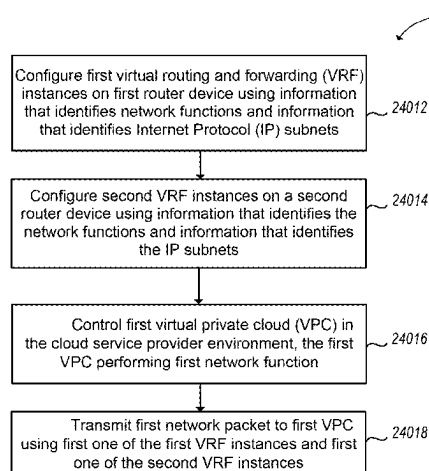 Configure first virtual routing and forwarding (VRF)
instances on first router device using information
that identifies network functions and information
that identifies Internet Protocol (IP) subnets
24012
Configure second VRF instances on a second
router device using information that identifies the
network functions and information that identifies
the IP subnets
24014
Control first virtual private cloud (VPC) in
the cloud service provider environment, the first
VPC performing first network function
24016
Transmit first network packet to first VPC
using first one of the first VRF instances and first
one of the second VRF instances
24018